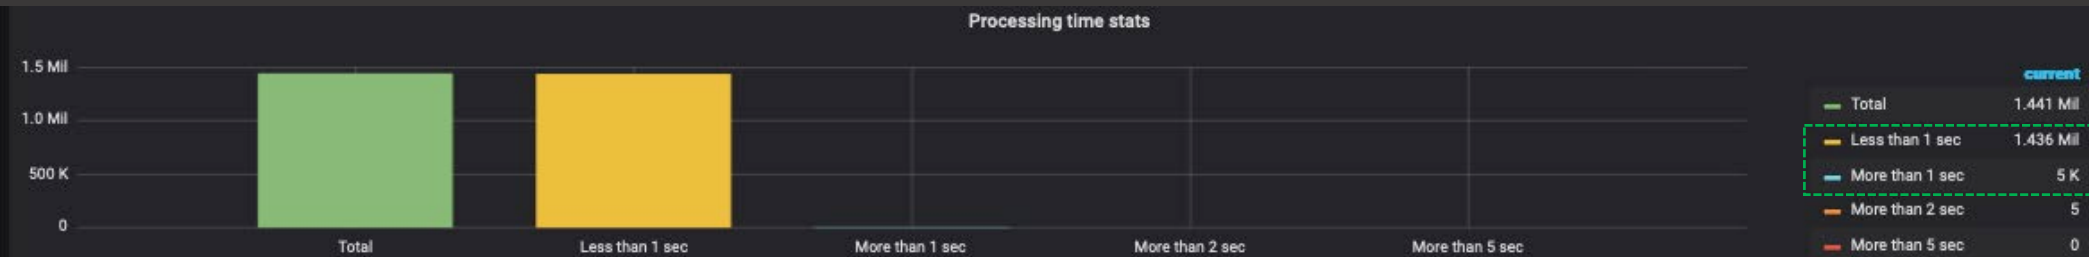 Processing time stats
1.5 Mil
1.0 Mil
500 K
0
Total
Less than 1 sec
More than 1 sec
More than 2 sec
More than 5 sec
current
Total 1.441 Mil
Less than 1 sec 1.436 Mil
More than 1 sec 5 K
More than 2 sec 5
More than 5 sec 0